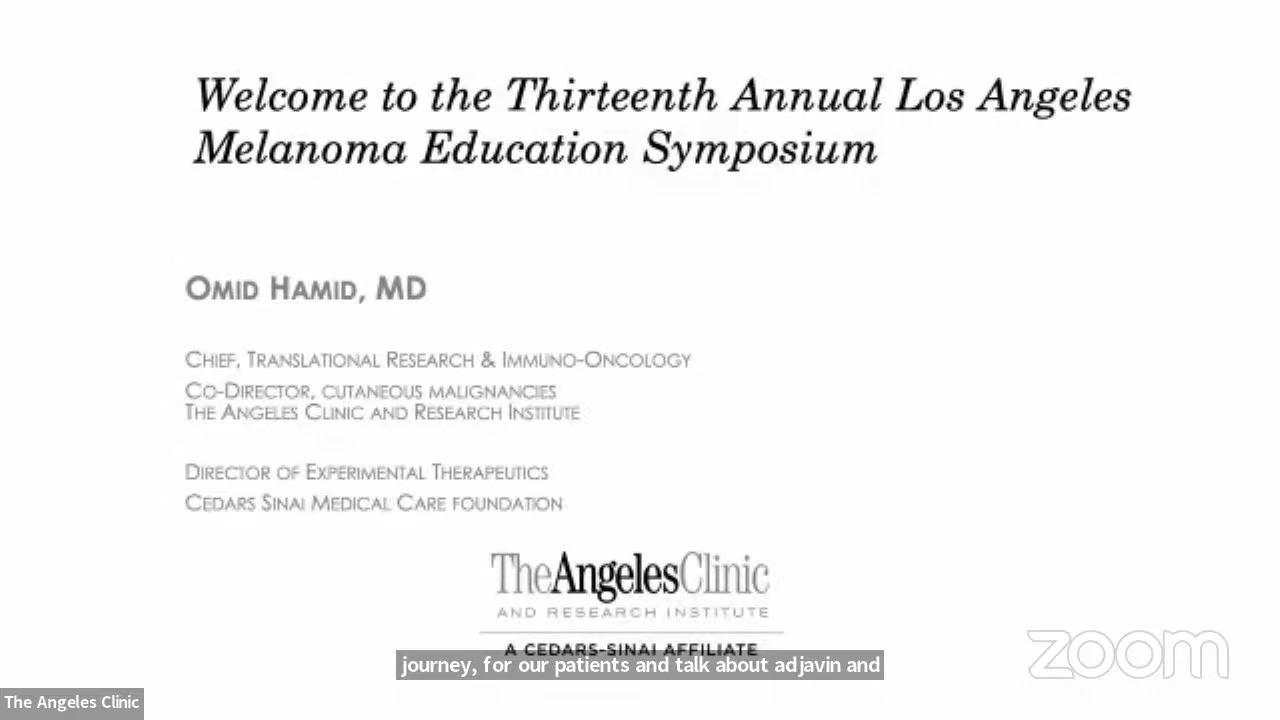 Welcome to the Thirteenth Annual Los Angeles
Melanoma Education Symposium
OMID HAMID, MD
CHIEF, TRANSLATIONAL RESEARCH & IMMUNO-ONCOLOGY
CO-DIRECTOR, CUTANEOUS MALIGNANCIES
THE ANGELES CLINIC AND RESEARCH INSTITUTE
DIRECTOR OF EXPERIMENTAL THERAPEUTICS
CEDARS SINAI MEDICAL CARE FOUNDATION
TheAngelesClinic
AND RESEARCH INSTITUTE
A CEDARS-SINAI AFFILIATE
journey, for our patients and talk about adjavin and
zoom
The Angeles Clinic